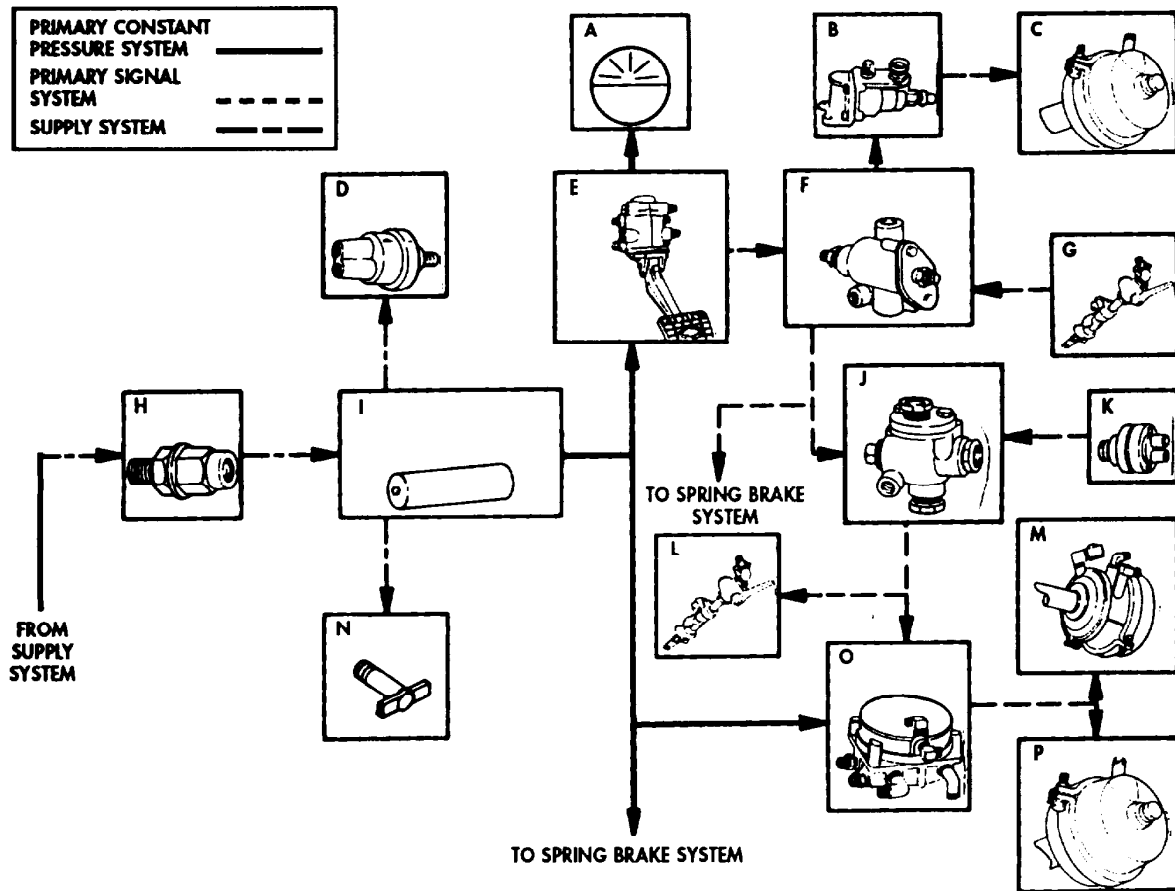 PRIMARY CONSTANT
PRESSURE SYSTEM
PRIMARY SIGNAL
SYSTEM
SUPPLY SYSTEM
A
B
C
D
E
F
G
H
I
J
K
TO SPRING BRAKE
SYSTEM
L
M
FROM
SUPPLY
SYSTEM
N
O
P
TO SPRING BRAKE SYSTEM